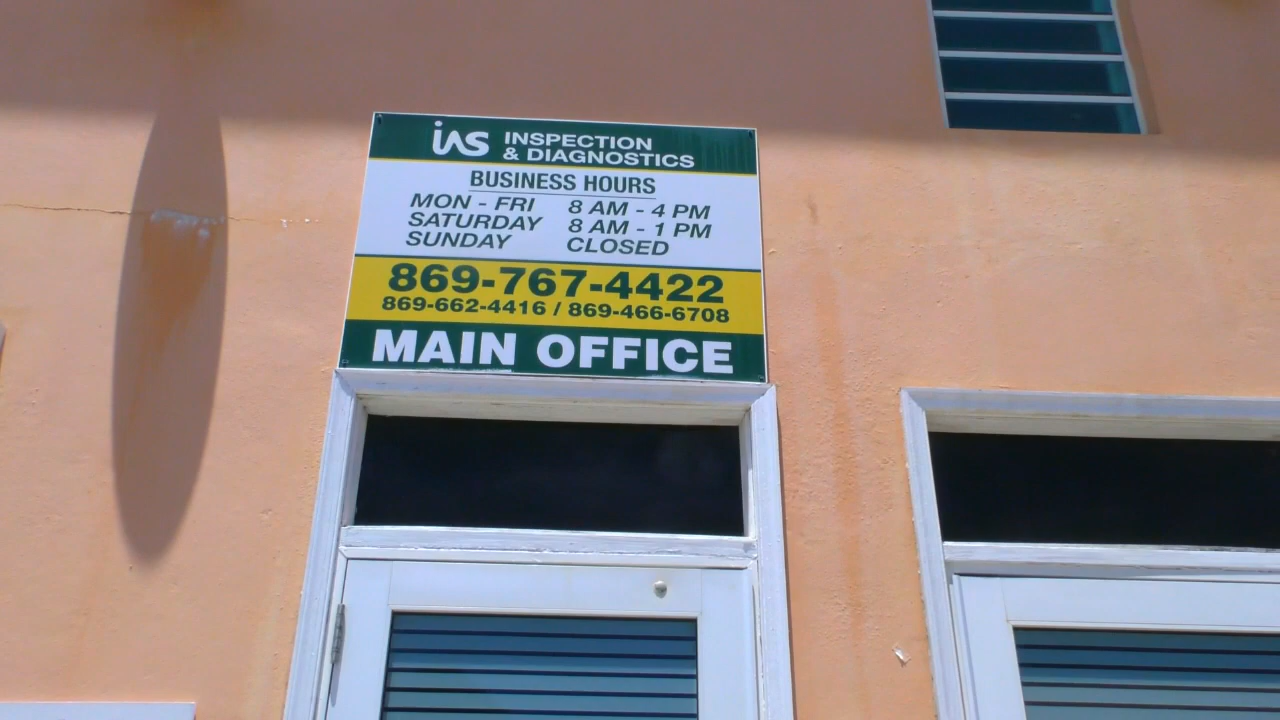 ias INSPECTION
& DIAGNOSTICS
BUSINESS HOURS
MON - FRI 8 AM - 4 PM
SATURDAY 8 AM - 1 PM
SUNDAY CLOSED
869-767-4422
869-662-4416 / 869-466-6708
MAIN OFFICE